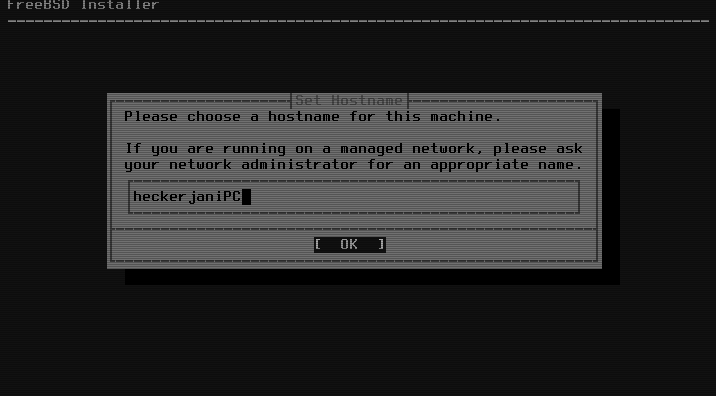 FreeBSD Installer
Set Hostname
Please choose a hostname for this machine.
If you are running on a managed network, please ask
your network administrator for an appropriate name.
heckerjaniPC
[ OK ]